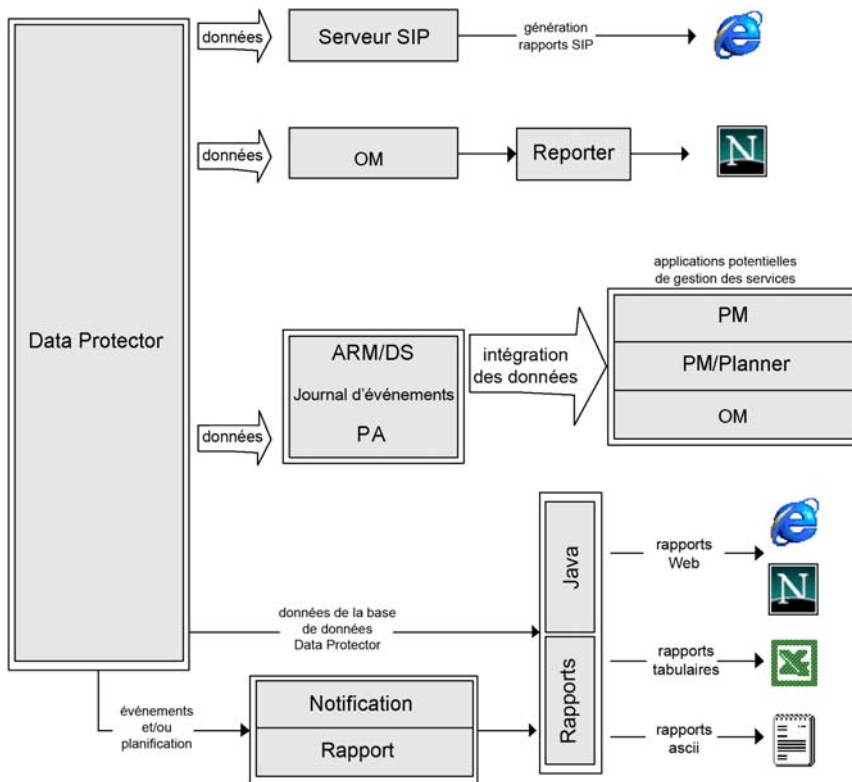 données
Serveur SIP
génération
rapports SIP
données
OM
Reporter
N
applications potentielles
de gestion des services
Data Protector
ARM/DS
Journal d'événements
PA
données
intégration
des données
PM
PM/Planner
OM
Java
Rapports
rapports
Web
N
données de la base
de données
Data Protector
rapports
tabulaires
événements
et/ou
planification
Notification
Rapport
rapports
ascii